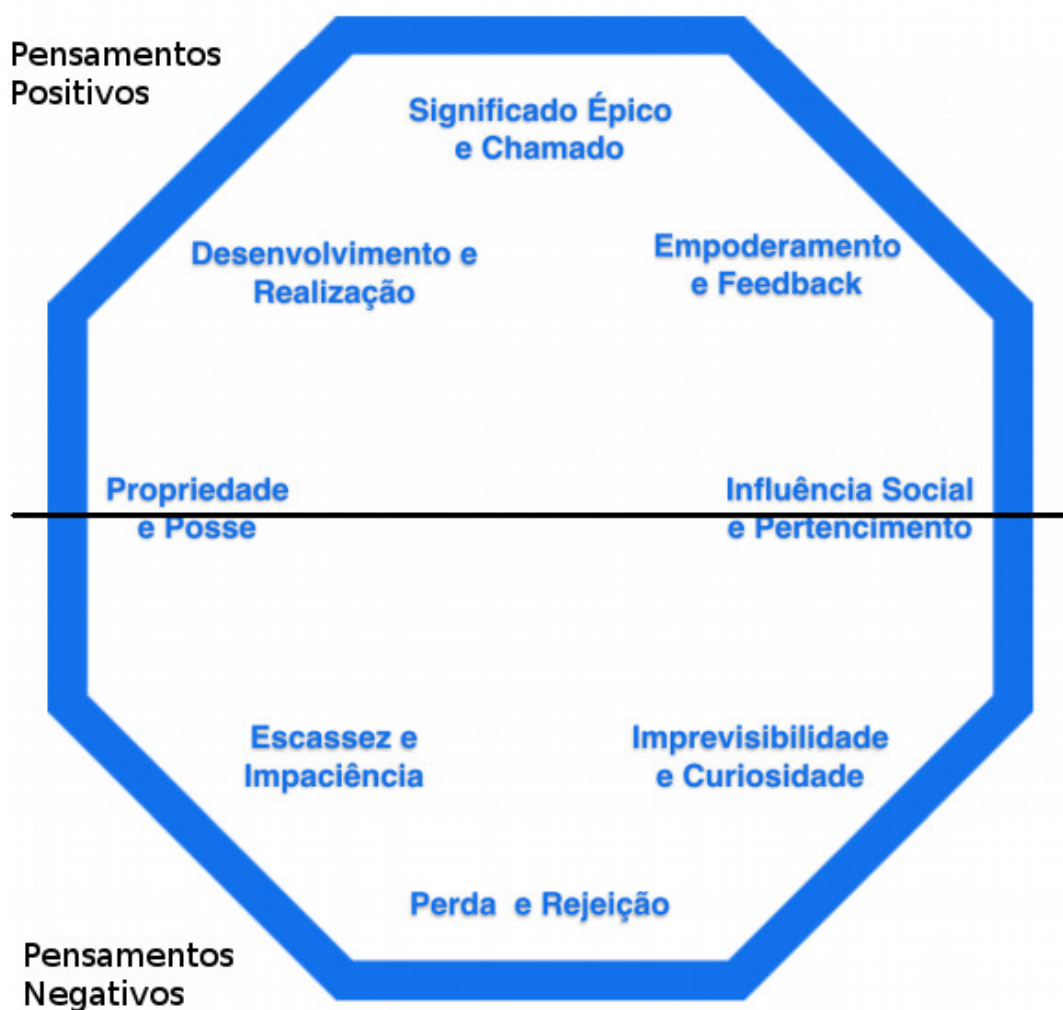 Pensamentos
Positivos
Significado Épico
e Chamado
Desenvolvimento e
Realização
Empoderamento
e Feedback
Propriedade
e Posse
Influência Social
e Pertencimento
Escassez e
Impaciência
Imprevisibilidade
e Curiosidade
Perda e Rejeição
Pensamentos
Negativos